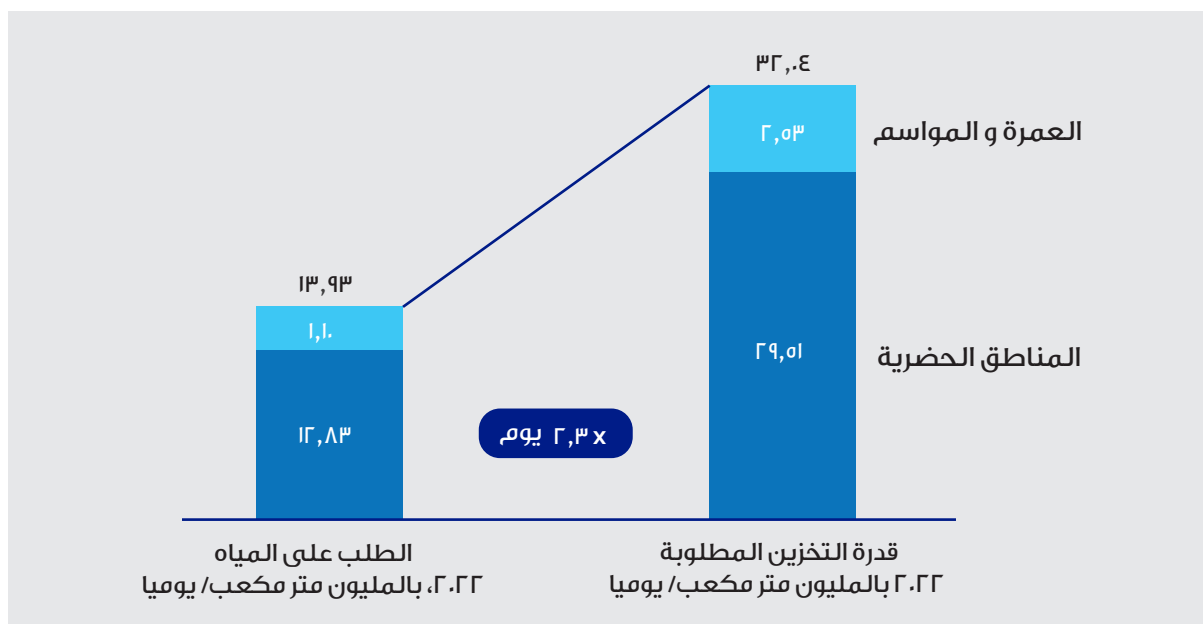 ٣٢,٠٤
٢,٥٣
العمرة و المواسم
١٣,٩٣
١,١٠
٢٩,٥١
المناطق الحضرية
١٢,٨٣
٢,٣ x يوم
قدرة التخزين المطلوبة
٢٠٢٢ بالمليون متر مكعب/ يوميا
الطلب على المياه
٢٠٢٢، بالمليون متر مكعب/ يوميا